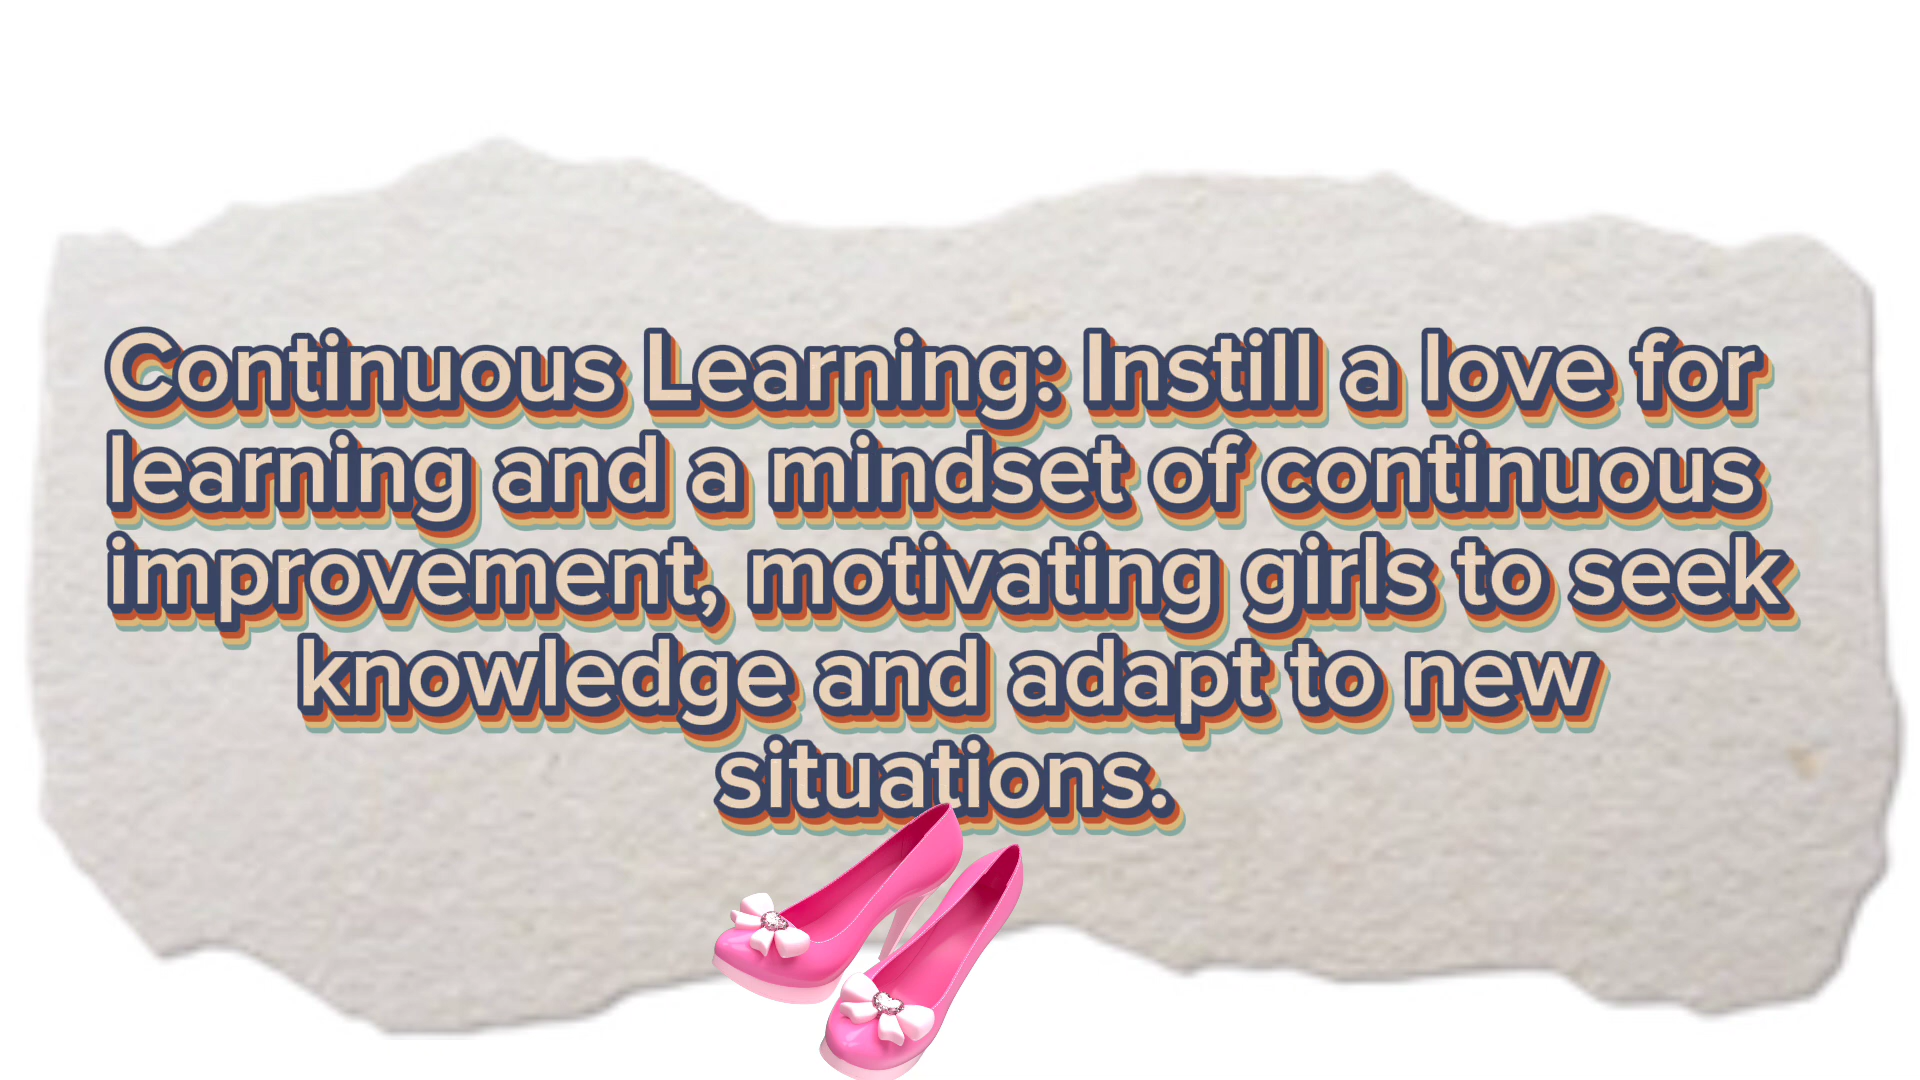 Continuous Learning: Instill a love for
learning and a mindset of continuous
improvement, motivating girls to seek
knowledge and adapt to new
situations.